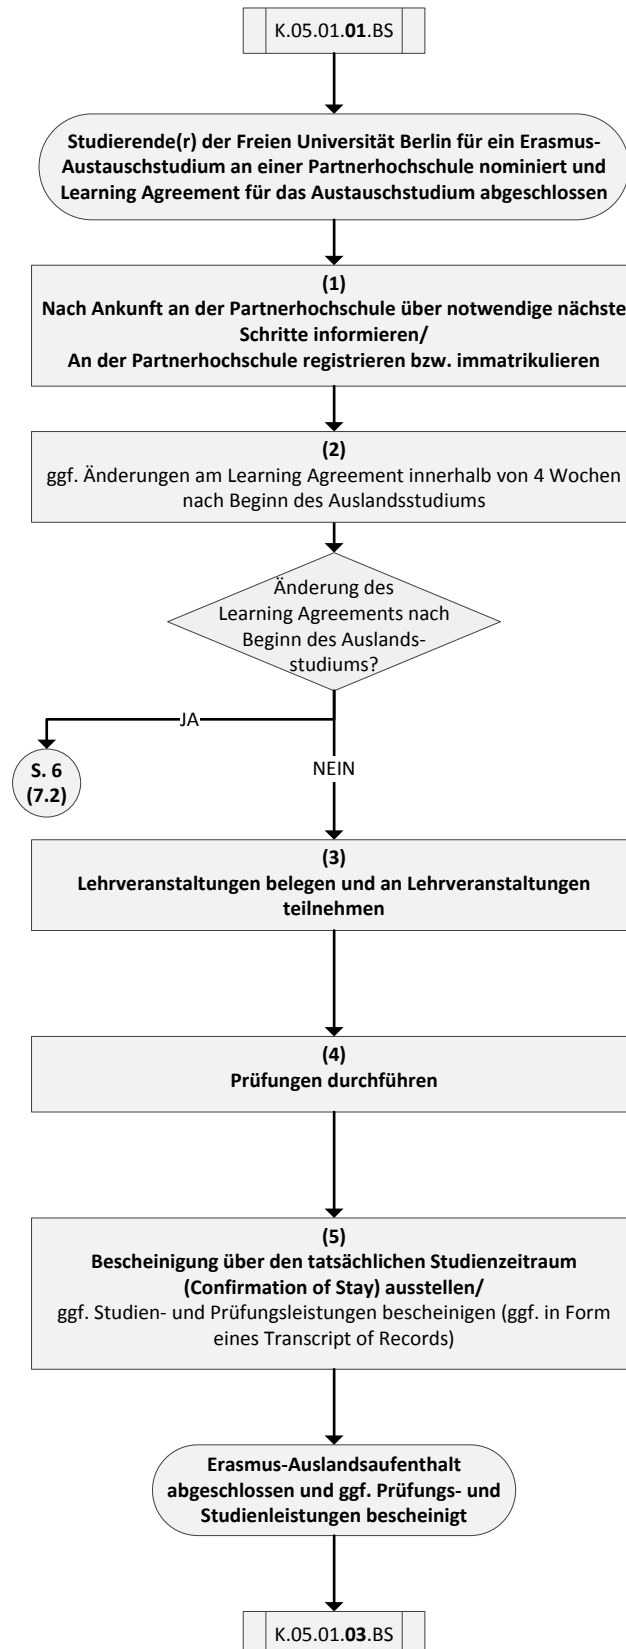 K.05.01.01.BS
Studierende(r) der Freien Universität Berlin für ein Erasmus-
Austauschstudium an einer Partnerhochschule nominiert und
Learning Agreement für das Austauschstudium abgeschlossen
(1)
Nach Ankunft an der Partnerhochschule über notwendige nächste
Schritte informieren/
An der Partnerhochschule registrieren bzw. immatrikulieren
(2)
ggf. Änderungen am Learning Agreement innerhalb von 4 Wochen
nach Beginn des Auslandsstudiums
Änderung des
Learning Agreements nach
Beginn des Auslands-
studiums?
JA
S. 6
(7.2)
NEIN
(3)
Lehrveranstaltungen belegen und an Lehrveranstaltungen
teilnehmen
(4)
Prüfungen durchführen
(5)
Bescheinigung über den tatsächlichen Studienzeitraum
(Confirmation of Stay) ausstellen/
ggf. Studien- und Prüfungsleistungen bescheinigen (ggf. in Form
eines Transcript of Records)
Erasmus-Auslandsaufenthalt
abgeschlossen und ggf. Prüfungs- und
Studienleistungen bescheinigt
K.05.01.03.BS